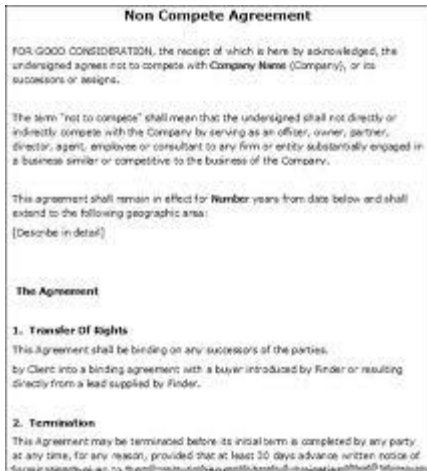 Non Compete Agreement
FOR GOOD CONSIDERATION, the receipt of which is here by acknowledged, the
undersigned agrees not to compete with Company Name (Company), or its
successors or assigns.
The term "not to compete" shall mean that the undersigned shall not directly or
indirectly compete with the Company by serving as an officer, owner, partner,
director, agent, employee or consultant to any firm or entity substantially engaged in
a business similar or competitive to the business of the Company.
This agreement shall remain in effect for Number years from date below and shall
extend to the following geographic area:
[Describe in detail]
The Agreement
1. Transfer Of Rights
This Agreement shall be binding on any successors of the parties.
by Client into a binding agreement with a buyer introduced by Finder or resulting
directly from a lead supplied by Finder.
2. Termination
This Agreement may be terminated before its initial term is completed by any party
at any time, for any reason, provided that at least 30 days advance written notice of